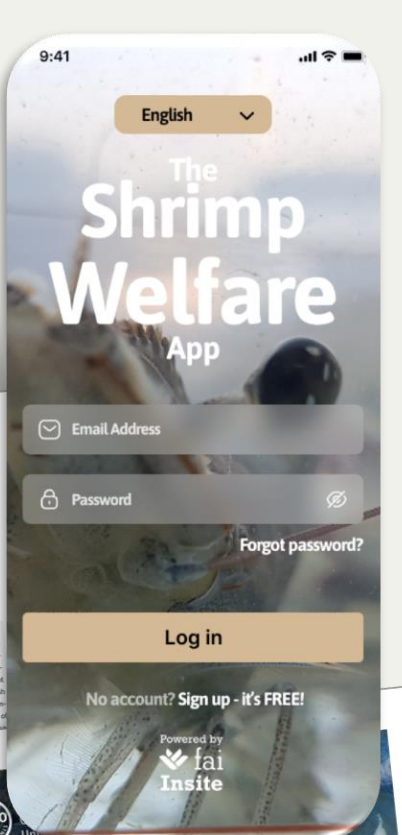 9:41
English
The
Shrimp
Welfare
App
Email Address
Password
Forgot password?
Log in
No account? Sign up - it's FREE!
Powered by
fai
Insite